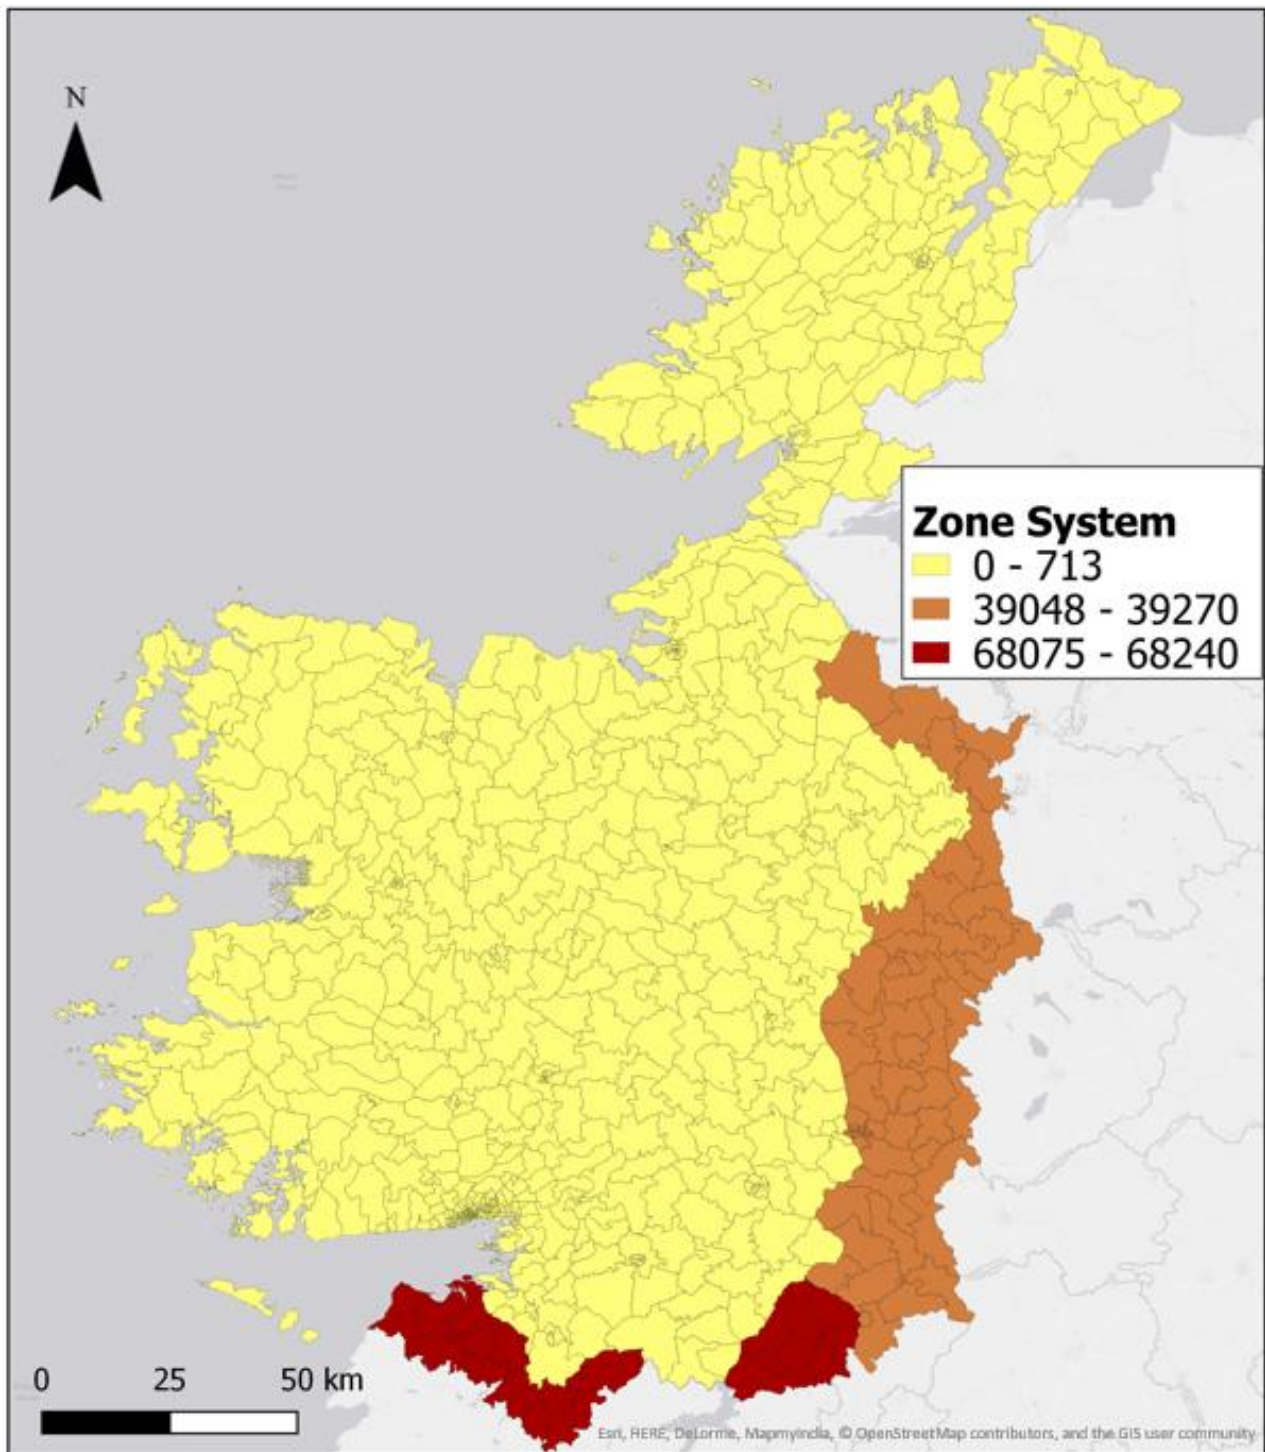 N
Zone System
0 - 713
39048 - 39270
68075 - 68240
0 25 50 km
Esri, HERE, DeLorme, MapmyIndia, © OpenStreetMap contributors, and the GIS user community